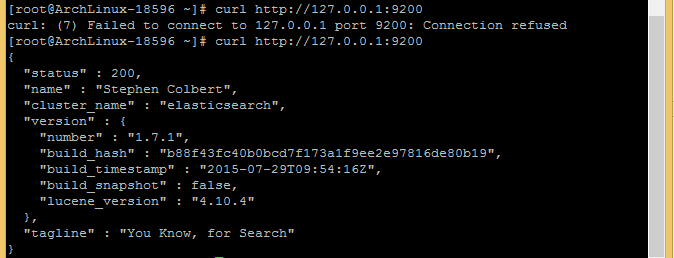 [root@ArchLinux-18596 ~]# curl http://127.0.0.1:9200
curl: (7) Failed to connect to 127.0.0.1 port 9200: Connection refused
[root@ArchLinux-18596 ~]# curl http://127.0.0.1:9200
{
  "status" : 200,
  "name" : "Stephen Colbert",
  "cluster_name" : "elasticsearch",
  "version" : {
    "number" : "1.7.1",
    "build_hash" : "b88f43fc40b0bcd7f173a1f9ee2e97816de80b19",
    "build_timestamp" : "2015-07-29T09:54:16Z",
    "build_snapshot" : false,
    "lucene_version" : "4.10.4"
  },
  "tagline" : "You Know, for Search"
}